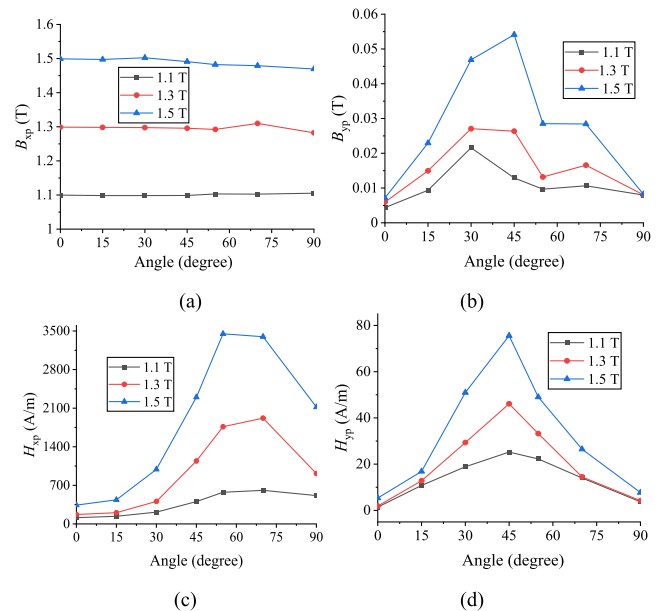 1.6
1.5
1.4
1.3
1.2
1.1
1
B_xp (T)
1.1 T
1.3 T
1.5 T
0 15 30 45 60 75 90
Angle (degree)
(a)
0.06
0.05
0.04
0.03
0.02
0.01
0
B_yp (T)
1.1 T
1.3 T
1.5 T
0 15 30 45 60 75 90
Angle (degree)
(b)
3500
2800
2100
1400
700
0
H_xp (A/m)
1.1 T
1.3 T
1.5 T
0 15 30 45 60 75 90
Angle (degree)
(c)
80
60
40
20
0
H_yp (A/m)
1.1 T
1.3 T
1.5 T
0 15 30 45 60 75 90
Angle (degree)
(d)